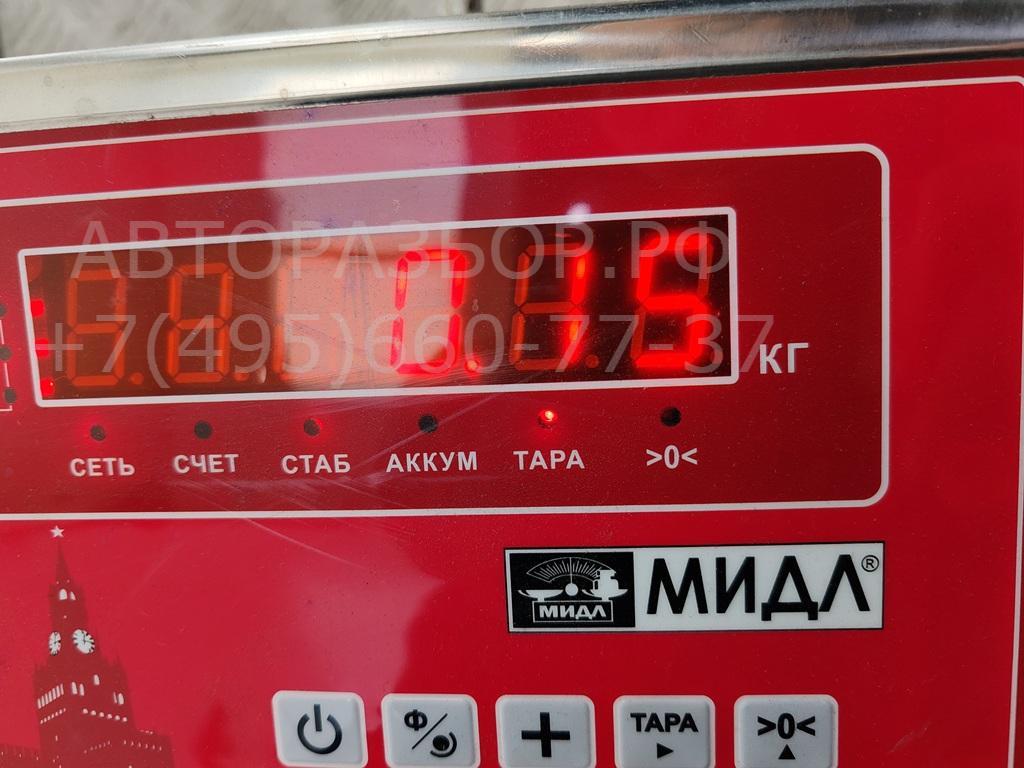 АВТОРАЗБОР.РФ
0.15
+7(495)660-77-37
КГ
СЕТЬ СЧЕТ СТАБ АККУМ ТАРА >0<
МИДЛ МИДЛ®
Ф/ + ТАРА >0<